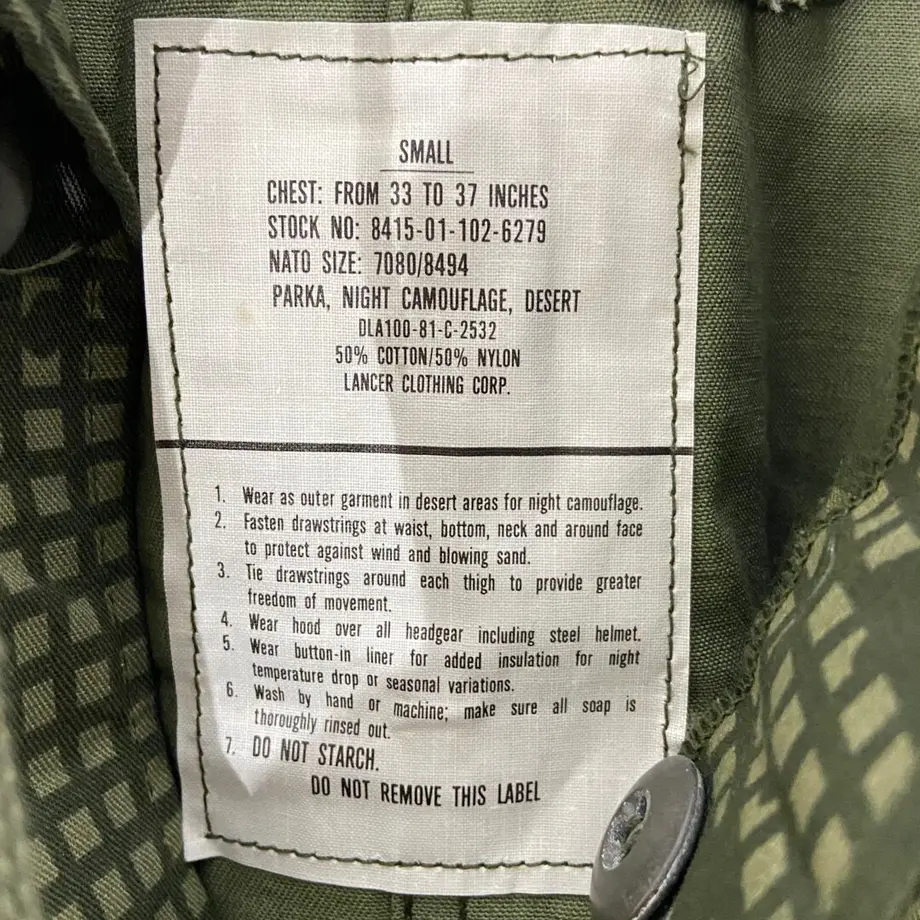 SMALL
CHEST: FROM 33 TO 37 INCHES
STOCK NO: 8415-01-102-6279
NATO SIZE: 7080/8494
PARKA, NIGHT CAMOUFLAGE, DESERT
DLA100-81-C-2532
50% COTTON/50% NYLON
LANCER CLOTHING CORP.
1. Wear as outer garment in desert areas for night camouflage.
2. Fasten drawstrings at waist, bottom, neck and around face
to protect against wind and blowing sand.
3. Tie drawstrings around each thigh to provide greater
freedom of movement.
4. Wear hood over all headgear including steel helmet.
5. Wear button-in liner for added insulation for night
temperature drop or seasonal variations.
6. Wash by hand or machine; make sure all soap is
thoroughly rinsed out.
7. DO NOT STARCH.
DO NOT REMOVE THIS LABEL